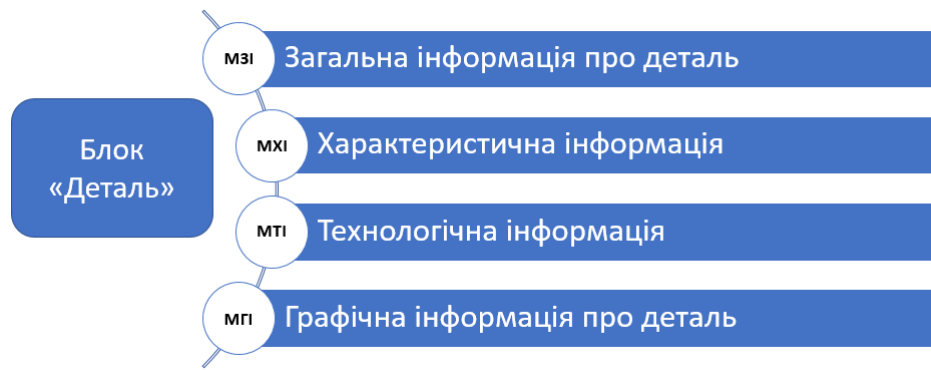 МЗІ
Загальна інформація про деталь
Блок
«Деталь»
МХІ
Характеристична інформація
МТІ
Технологічна інформація
МГІ
Графічна інформація про деталь